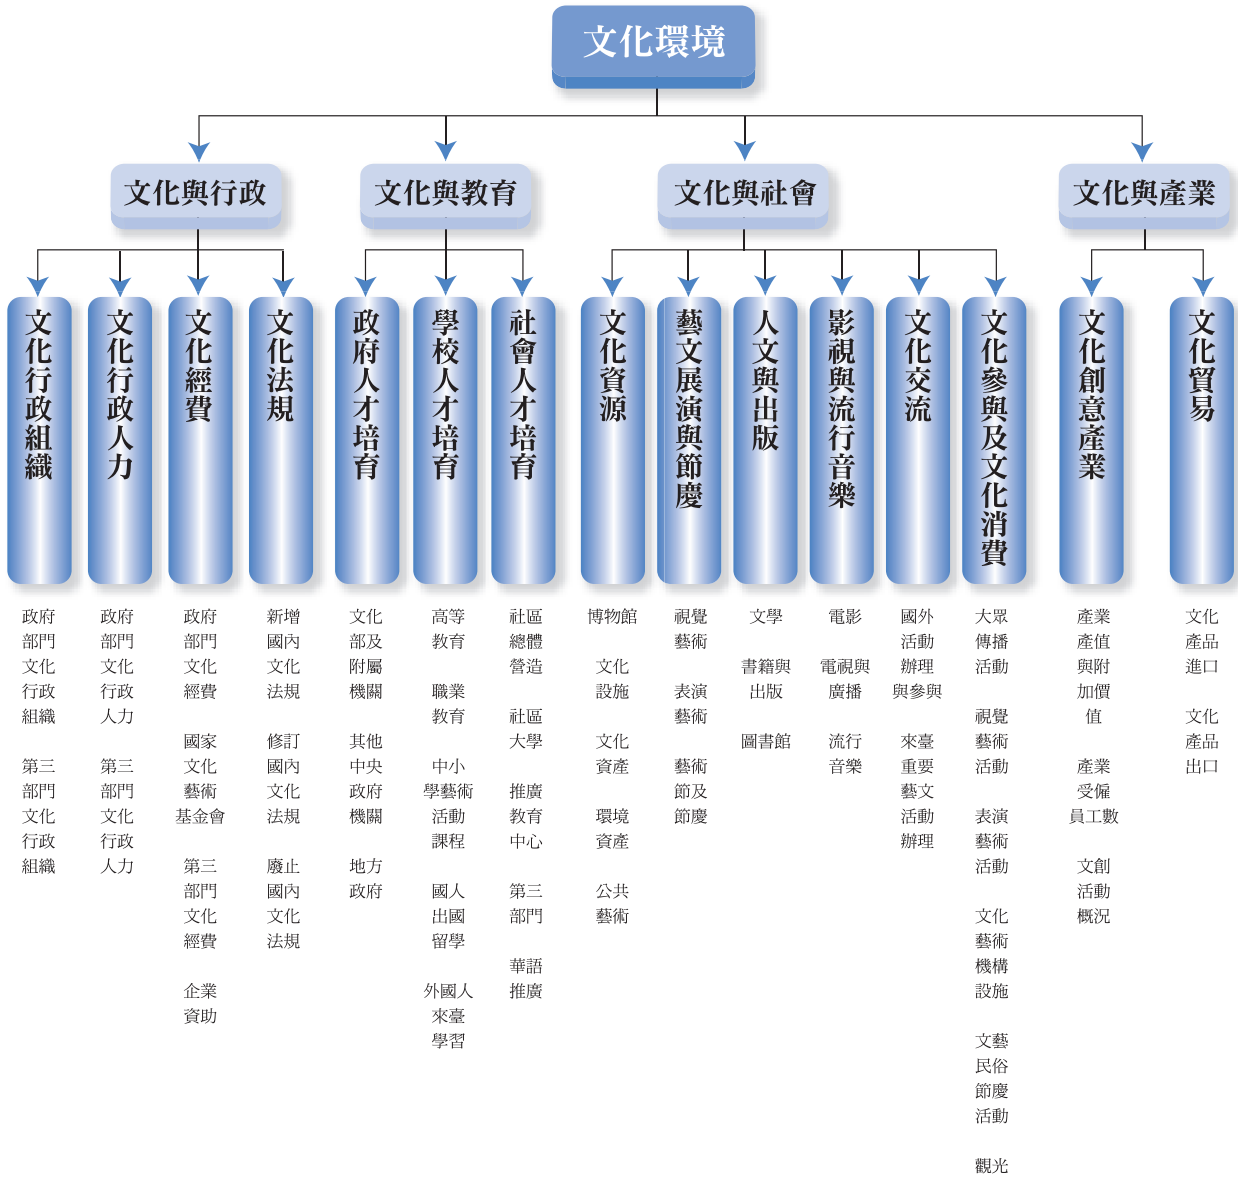 文化環境
文化與行政
文化與教育
文化與社會
文化與產業
文化行政組織
文化行政人力
文化經費
文化法規
政府人才培育
學校人才培育
社會人才培育
文化資源
藝文展演與節慶
人文與出版
影視與流行音樂
文化交流
文化參與及文化消費
文化創意產業
文化貿易
政府
部門
文化
行政
組織
第三
部門
文化
行政
組織
政府
部門
文化
行政
人力
第三
部門
文化
行政
人力
政府
部門
文化
經費
國家
文化
藝術
基金會
第三
部門
文化
經費
企業
資助
新增
國內
文化
法規
修訂
國內
文化
法規
廢止
國內
文化
法規
文化
部及
附屬
機關
其他
中央
政府
機關
地方
政府
高等
教育
職業
教育
中小
學藝術
活動
課程
國人
出國
留學
外國人
來臺
學習
社區
總體
營造
社區
大學
推廣
教育
中心
第三
部門
華語
推廣
博物館
文化
設施
文化
資產
環境
資產
公共
藝術
視覺
藝術
表演
藝術
藝術
節及
節慶
文學
書籍與
出版
圖書館
電影
電視與
廣播
流行
音樂
國外
活動
辦理
與參與
來臺
重要
藝文
活動
辦理
大眾
傳播
活動
視覺
藝術
活動
表演
藝術
活動
文化
藝術
機構
設施
文藝
民俗
節慶
活動
觀光
產業
產值
與附
加價
值
產業
受僱
員工數
文創
活動
概況
文化
產品
進口
文化
產品
出口